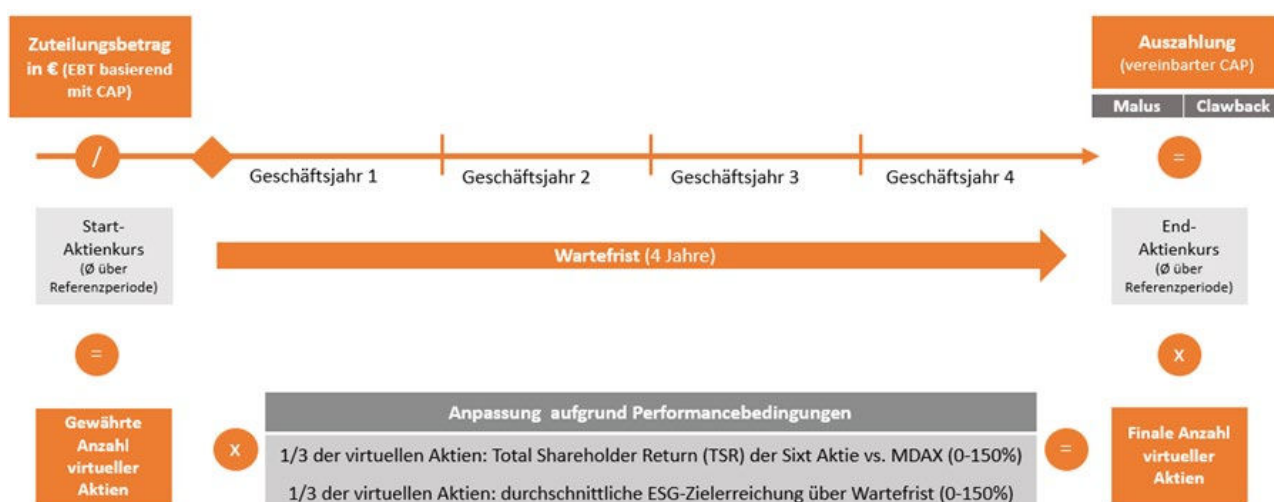 Zuteilungsbetrag
in € (EBT basierend
mit CAP)
Auszahlung
(vereinbarter CAP)
Malus
Clawback
/
=
Geschäftsjahr 1
Geschäftsjahr 2
Geschäftsjahr 3
Geschäftsjahr 4
Start-
Aktienkurs
(Ø über
Referenzperiode)
Wartefrist (4 Jahre)
End-
Aktienkurs
(Ø über
Referenzperiode)
=
x
Gewährte
Anzahl
virtueller
Aktien
x
Anpassung aufgrund Performancebedingungen
1/3 der virtuellen Aktien: Total Shareholder Return (TSR) der Sixt Aktie vs. MDAX (0-150%)
1/3 der virtuellen Aktien: durchschnittliche ESG-Zielerreichung über Wartefrist (0-150%)
=
Finale Anzahl
virtueller
Aktien